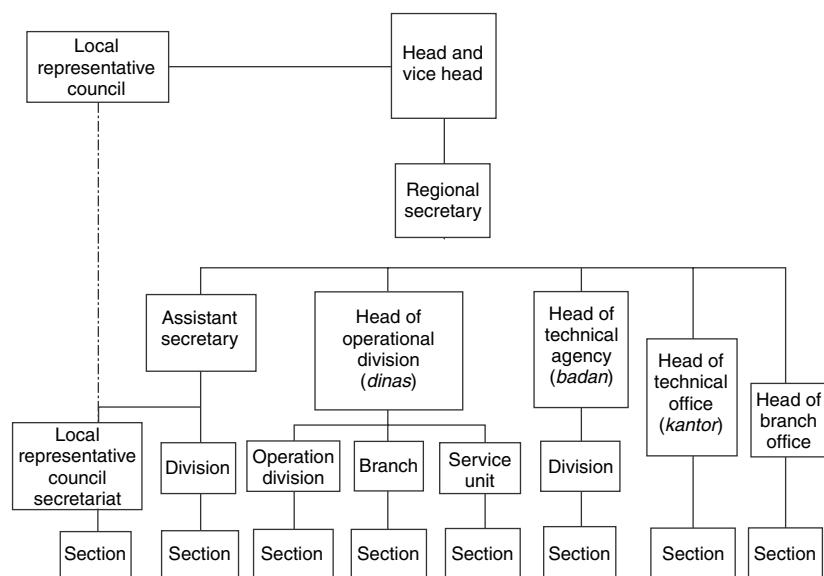 Local
representative
council
Head and
vice head
Regional
secretary
Assistant
secretary
Head of
operational
division
(dinas)
Head of
technical
agency
(badan)
Head of
technical
office
(kantor)
Head of
branch
office
Local
representative
council
secretariat
Division
Operation
division
Branch
Service
unit
Division
Section
Section
Section
Section
Section
Section
Section
Section